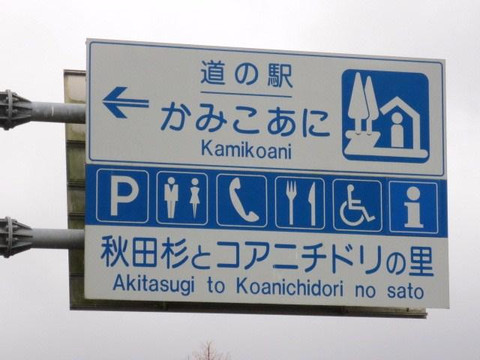 道の駅
かみこあに
Kamikoani
P
i
秋田杉とコアニチドリの里
Akitasugi to Koanichidori no sato